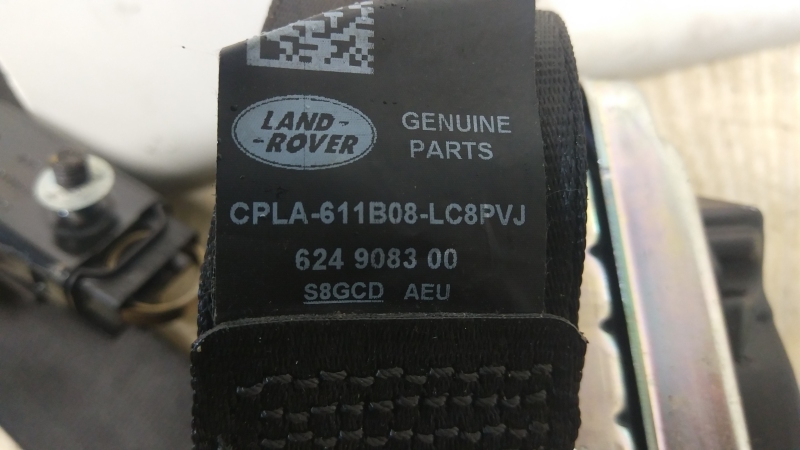 LAND-
-ROVER
GENUINE
PARTS
CPLA-611B08-LC8PVJ
624 9083 00
S8GCD AEU